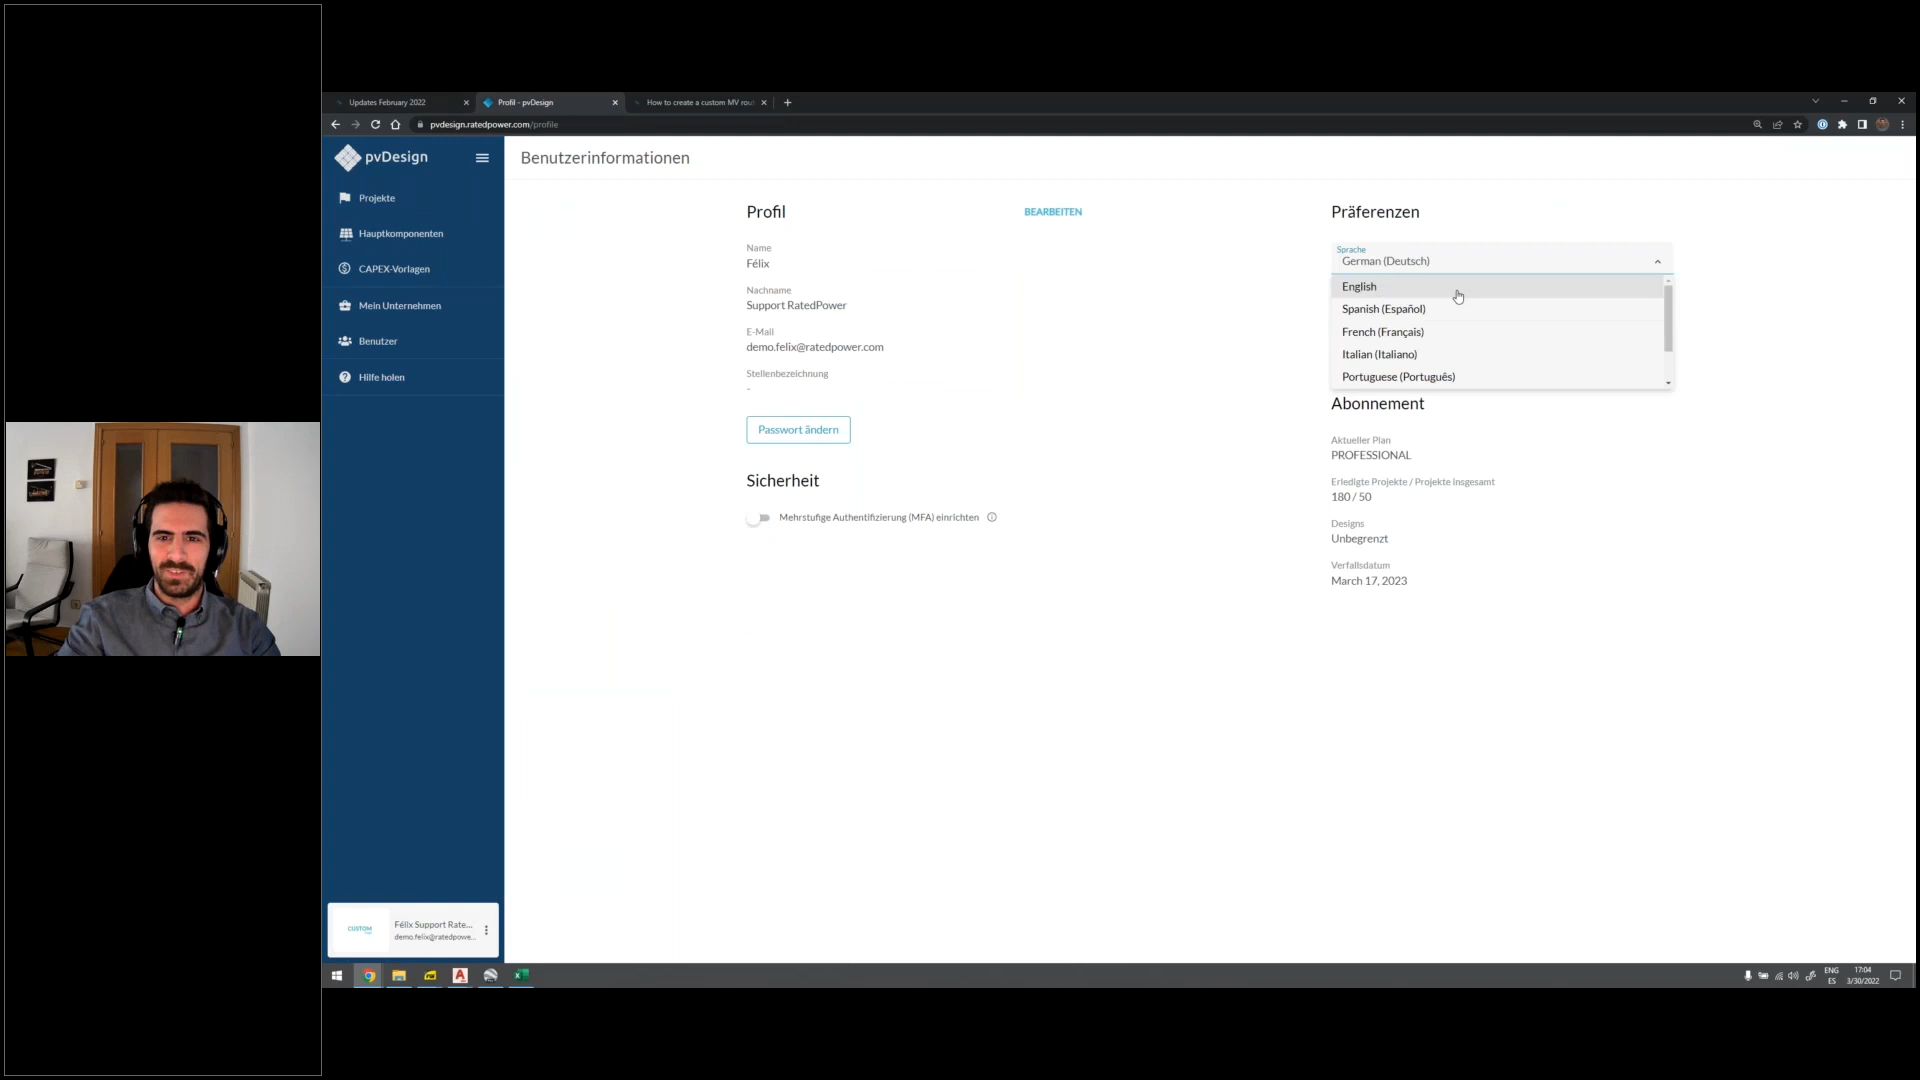 Updates February 2022
Profil - pvDesign
How to create a custom MV rou
pvdesign.ratedpower.com/profile
pvDesign
Projekte
Hauptkomponenten
CAPEX-Vorlagen
Mein Unternehmen
Benutzer
Hilfe holen
CUSTOM
Félix Support Rate...
demo.felix@ratedpowe...
Benutzerinformationen
Profil
BEARBEITEN
Name
Félix
Nachname
Support RatedPower
E-Mail
demo.felix@ratedpower.com
Stellenbezeichnung
-
Passwort ändern
Sicherheit
Mehrstufige Authentifizierung (MFA) einrichten
Präferenzen
Sprache
German (Deutsch)
English
Spanish (Español)
French (Français)
Italian (Italiano)
Portuguese (Português)
Abonnement
Aktueller Plan
PROFESSIONAL
Erledigte Projekte / Projekte Insgesamt
180 / 50
Designs
Unbegrenzt
Verfallsdatum
March 17, 2023
ENG
ES
17:04
3/30/2022